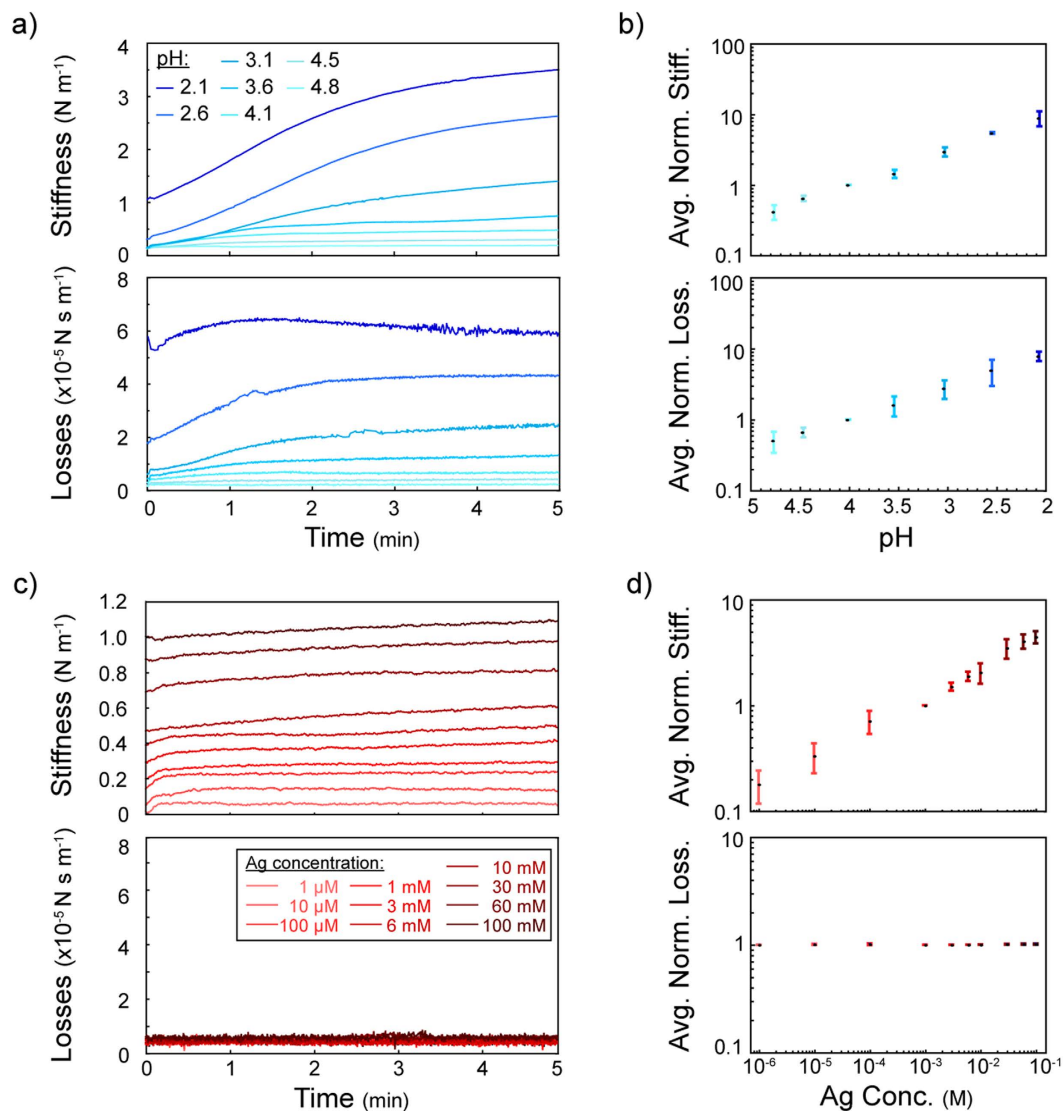 a)
Stiffness (N m⁻¹)
4
3
2
1
0
pH:
2.1
2.6
3.1
3.6
4.1
4.5
4.8
Losses (x10⁻⁵ N s m⁻¹)
8
6
4
2
0
0 1 2 3 4 5
Time (min)
b)
Avg. Norm. Stiff.
100
10
1
0.1
Avg. Norm. Loss.
100
10
1
0.1
5 4.5 4 3.5 3 2.5 2
pH
c)
Stiffness (N m⁻¹)
1.2
1.0
0.8
0.6
0.4
0.2
0
Losses (x10⁻⁵ N s m⁻¹)
8
6
4
2
0
Ag concentration:
1 µM
10 µM
100 µM
1 mM
3 mM
6 mM
10 mM
30 mM
60 mM
100 mM
0 1 2 3 4 5
Time (min)
d)
Avg. Norm. Stiff.
10
1
0.1
Avg. Norm. Loss.
10
1
0.1
10⁻⁶ 10⁻⁵ 10⁻⁴ 10⁻³ 10⁻² 10⁻¹
Ag Conc. (M)